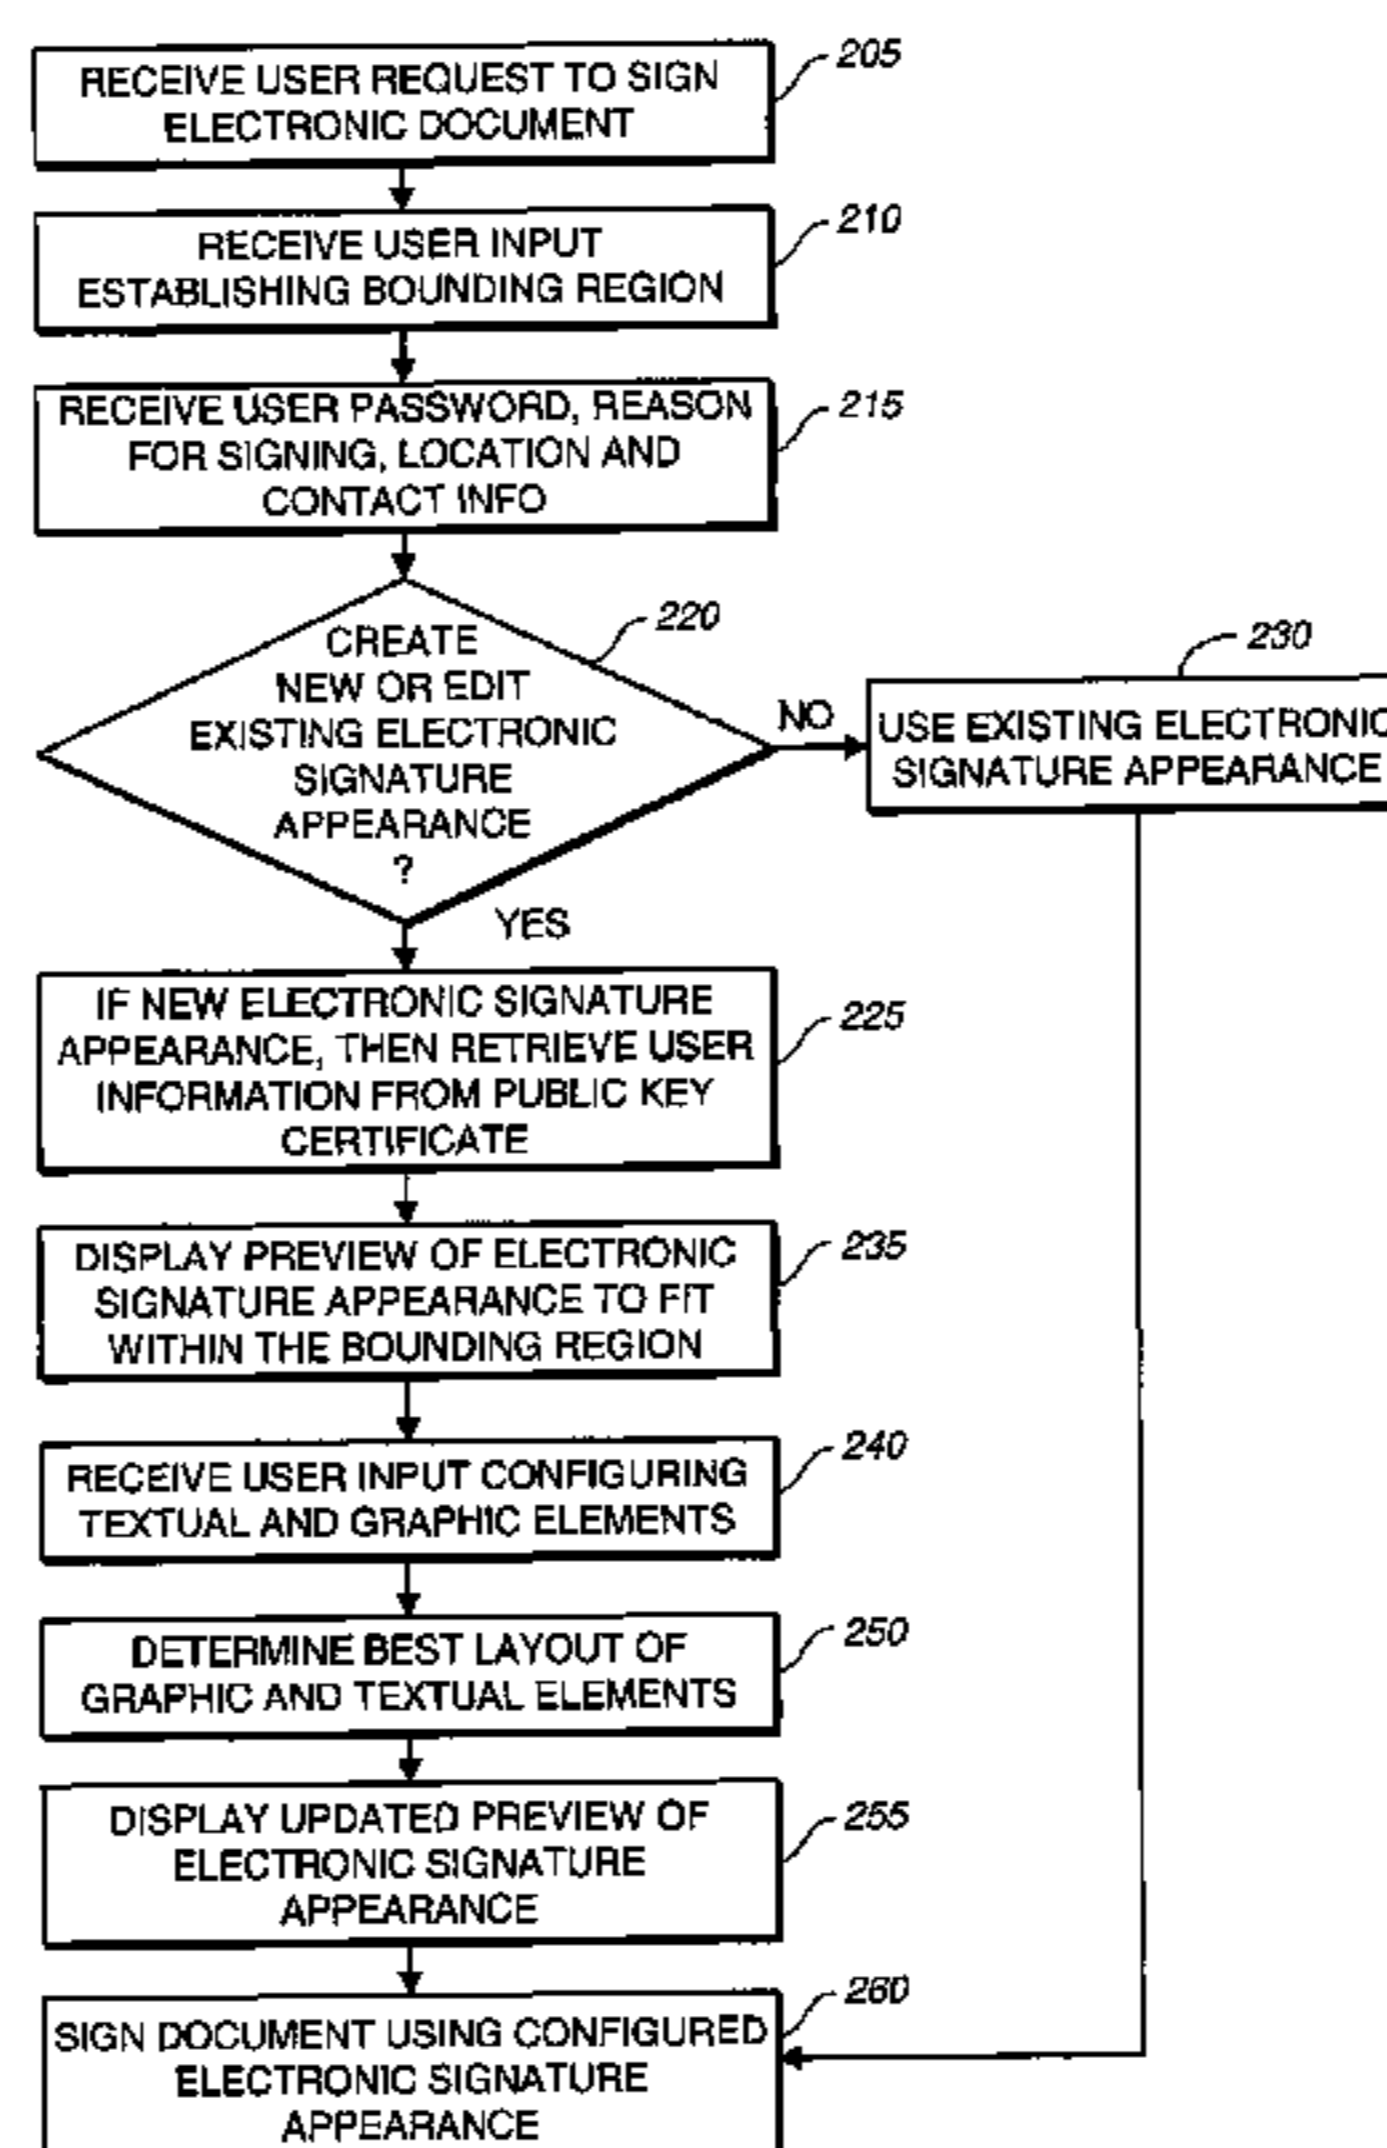 RECEIVE USER REQUEST TO SIGN
ELECTRONIC DOCUMENT
205
RECEIVE USER INPUT
ESTABLISHING BOUNDING REGION
210
RECEIVE USER PASSWORD, REASON
FOR SIGNING, LOCATION AND
CONTACT INFO
215
CREATE
NEW OR EDIT
EXISTING ELECTRONIC
SIGNATURE
APPEARANCE
?
220
NO
230
USE EXISTING ELECTRONIC
SIGNATURE APPEARANCE
YES
IF NEW ELECTRONIC SIGNATURE
APPEARANCE, THEN RETRIEVE USER
INFORMATION FROM PUBLIC KEY
CERTIFICATE
225
DISPLAY PREVIEW OF ELECTRONIC
SIGNATURE APPEARANCE TO FIT
WITHIN THE BOUNDING REGION
235
RECEIVE USER INPUT CONFIGURING
TEXTUAL AND GRAPHIC ELEMENTS
240
DETERMINE BEST LAYOUT OF
GRAPHIC AND TEXTUAL ELEMENTS
250
DISPLAY UPDATED PREVIEW OF
ELECTRONIC SIGNATURE
APPEARANCE
255
SIGN DOCUMENT USING CONFIGURED
ELECTRONIC SIGNATURE
APPEARANCE
260